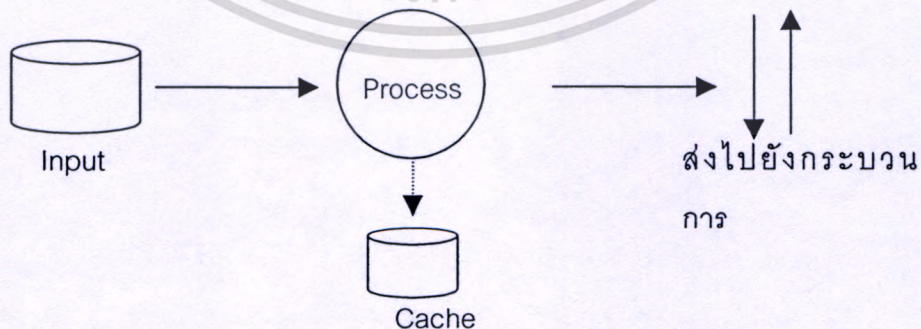 Process
Input
ส่งไปยังกระบวน
การ
Cache